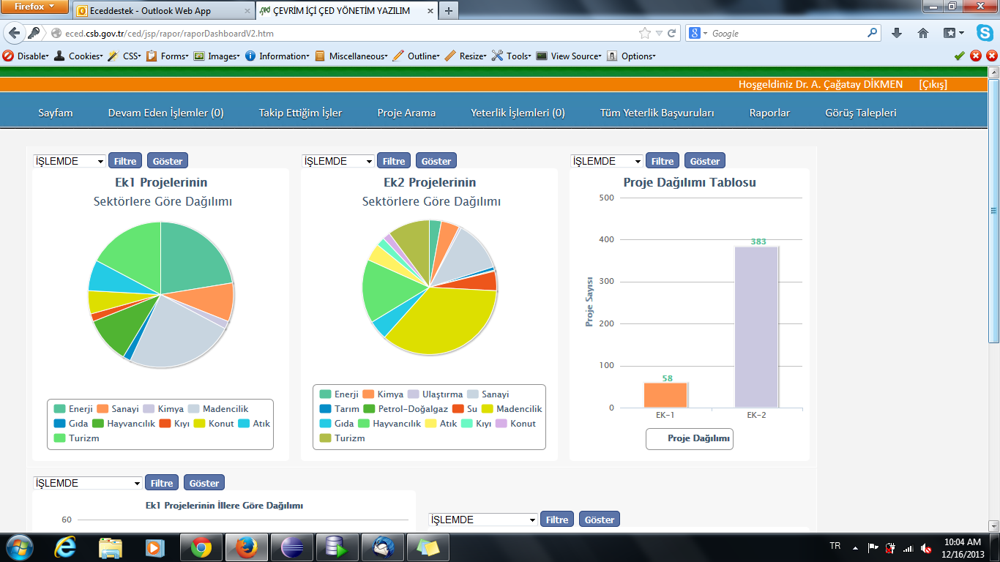 Firefox
Eceddestek - Outlook Web App
ÇEVRİM İÇİ ÇED YÖNETİM YAZILIM
eced.csb.gov.tr/ced/jsp/rapor/raporDashboardV2.htm
Google
Disable Cookies CSS Forms Images Information Miscellaneous Outline Resize Tools View Source Options
Hoşgeldiniz Dr. A. Çağatay DİKMEN [Çıkış]
Sayfam Devam Eden İşlemler (0) Takip Ettiğim İşler Proje Arama Yeterlik İşlemleri (0) Tüm Yeterlik Başvuruları Raporlar Görüş Talepleri
İŞLEMDE Filtre Göster
Ek1 Projelerinin
Sektörlere Göre Dağılımı
Enerji Sanayi Kimya Madencilik
Gıda Hayvancılık Kıyı Konut Atık
Turizm
İŞLEMDE Filtre Göster
Ek2 Projelerinin
Sektörlere Göre Dağılımı
Enerji Kimya Ulaştırma Sanayi
Tarım Petrol-Doğalgaz Su Madencilik
Gıda Hayvancılık Atık Kıyı Konut
Turizm
İŞLEMDE Filtre Göster
Proje Dağılımı Tablosu
Proje Sayısı
500
400
300
200
100
0
58
383
EK-1 EK-2
Proje Dağılımı
İŞLEMDE Filtre Göster
Ek1 Projelerinin İllere Göre Dağılımı
60
İŞLEMDE Filtre Göster
TR
10:04 AM
12/16/2013